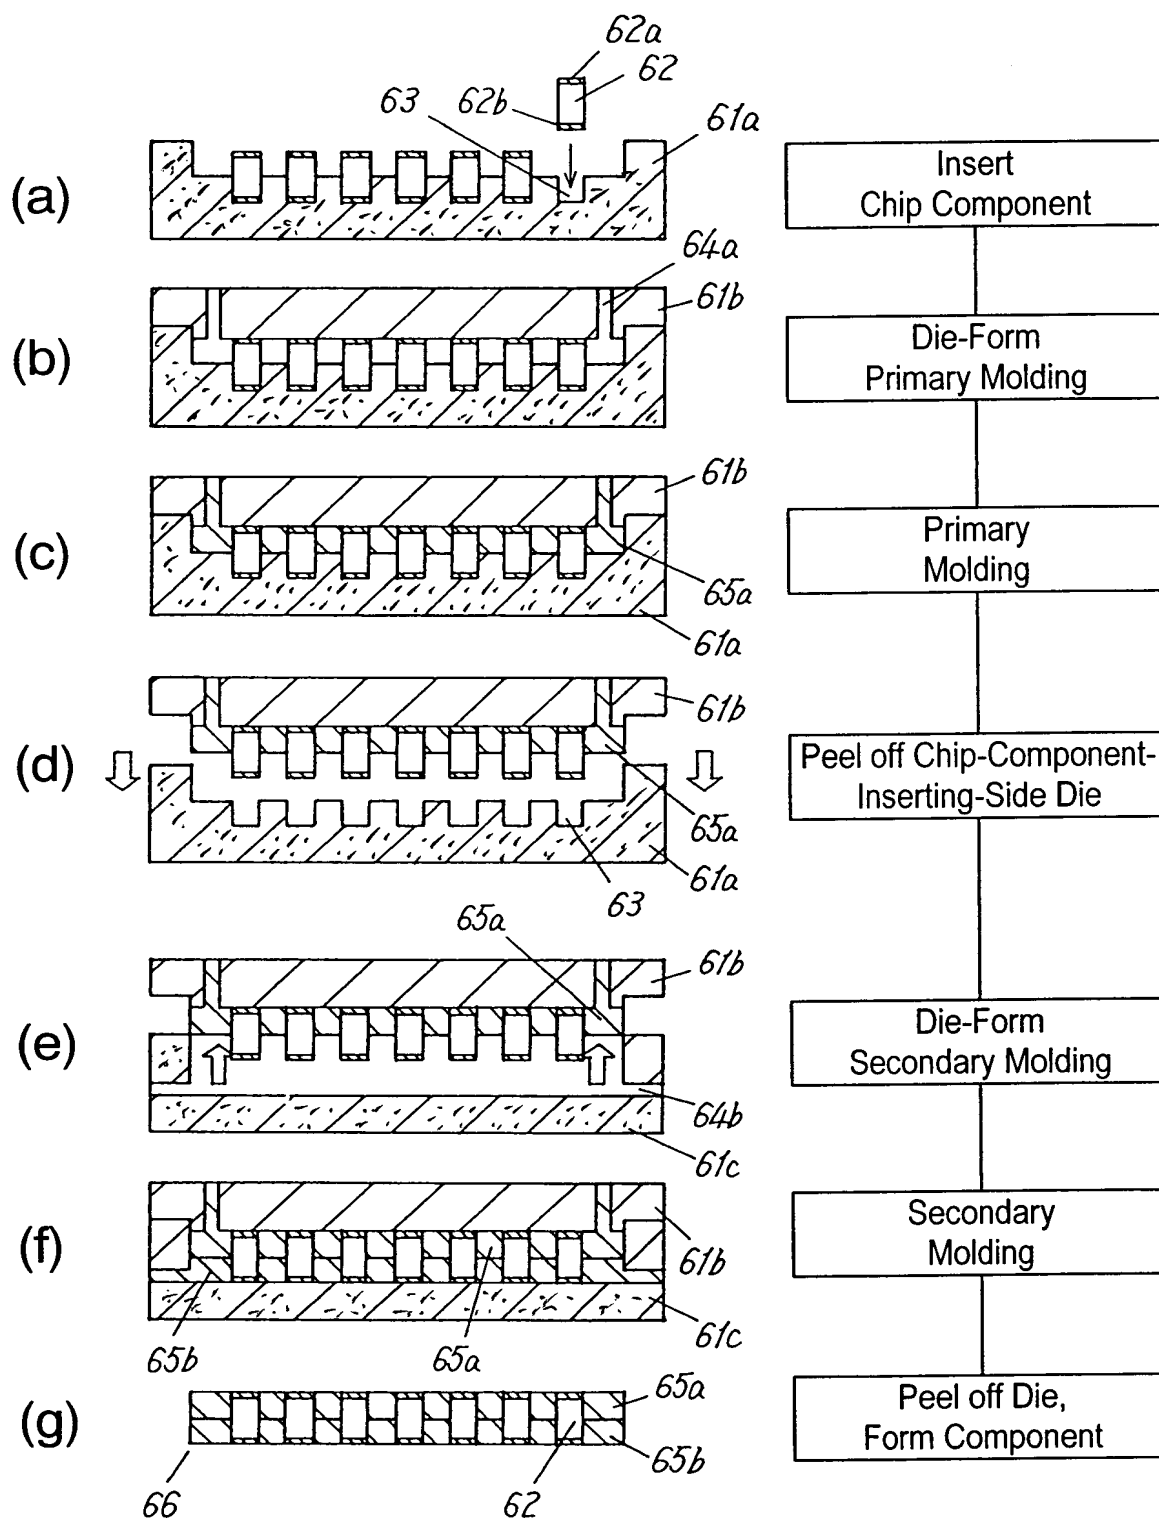 62a
62
63
62b
61a
(a)
Insert
Chip Component
64a
61b
(b)
Die-Form
Primary Molding
61b
(c)
Primary
Molding
65a
61a
61b
(d)
Peel off Chip-Component-
Inserting-Side Die
65a
61a
63
65a
61b
(e)
Die-Form
Secondary Molding
64b
61c
(f)
Secondary
Molding
61b
61c
65b
65a
65a
(g)
Peel off Die,
Form Component
65b
66
62